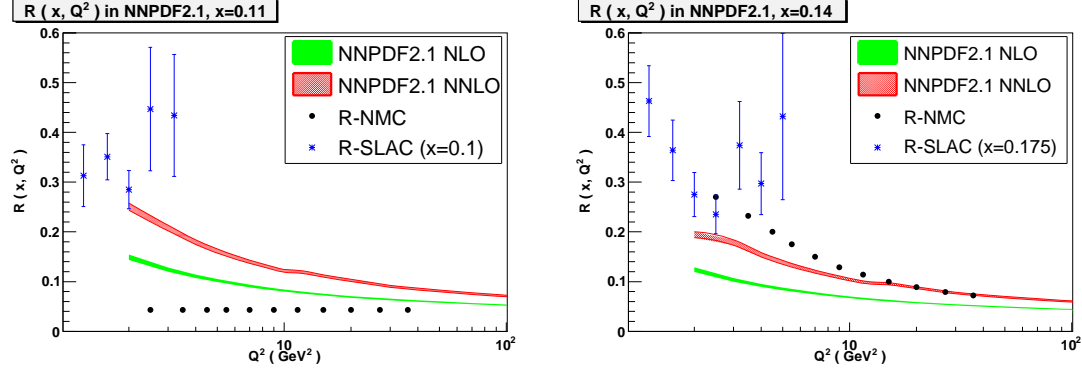 R ( x, Q² ) in NNPDF2.1, x=0.11
R ( x, Q² )
0.6
0.5
0.4
0.3
0.2
0.1
0
NNPDF2.1 NLO
NNPDF2.1 NNLO
R-NMC
R-SLAC (x=0.1)
10
10²
Q² ( GeV² )
R ( x, Q² ) in NNPDF2.1, x=0.14
R ( x, Q² )
0.6
0.5
0.4
0.3
0.2
0.1
0
NNPDF2.1 NLO
NNPDF2.1 NNLO
R-NMC
R-SLAC (x=0.175)
10
10²
Q² ( GeV² )